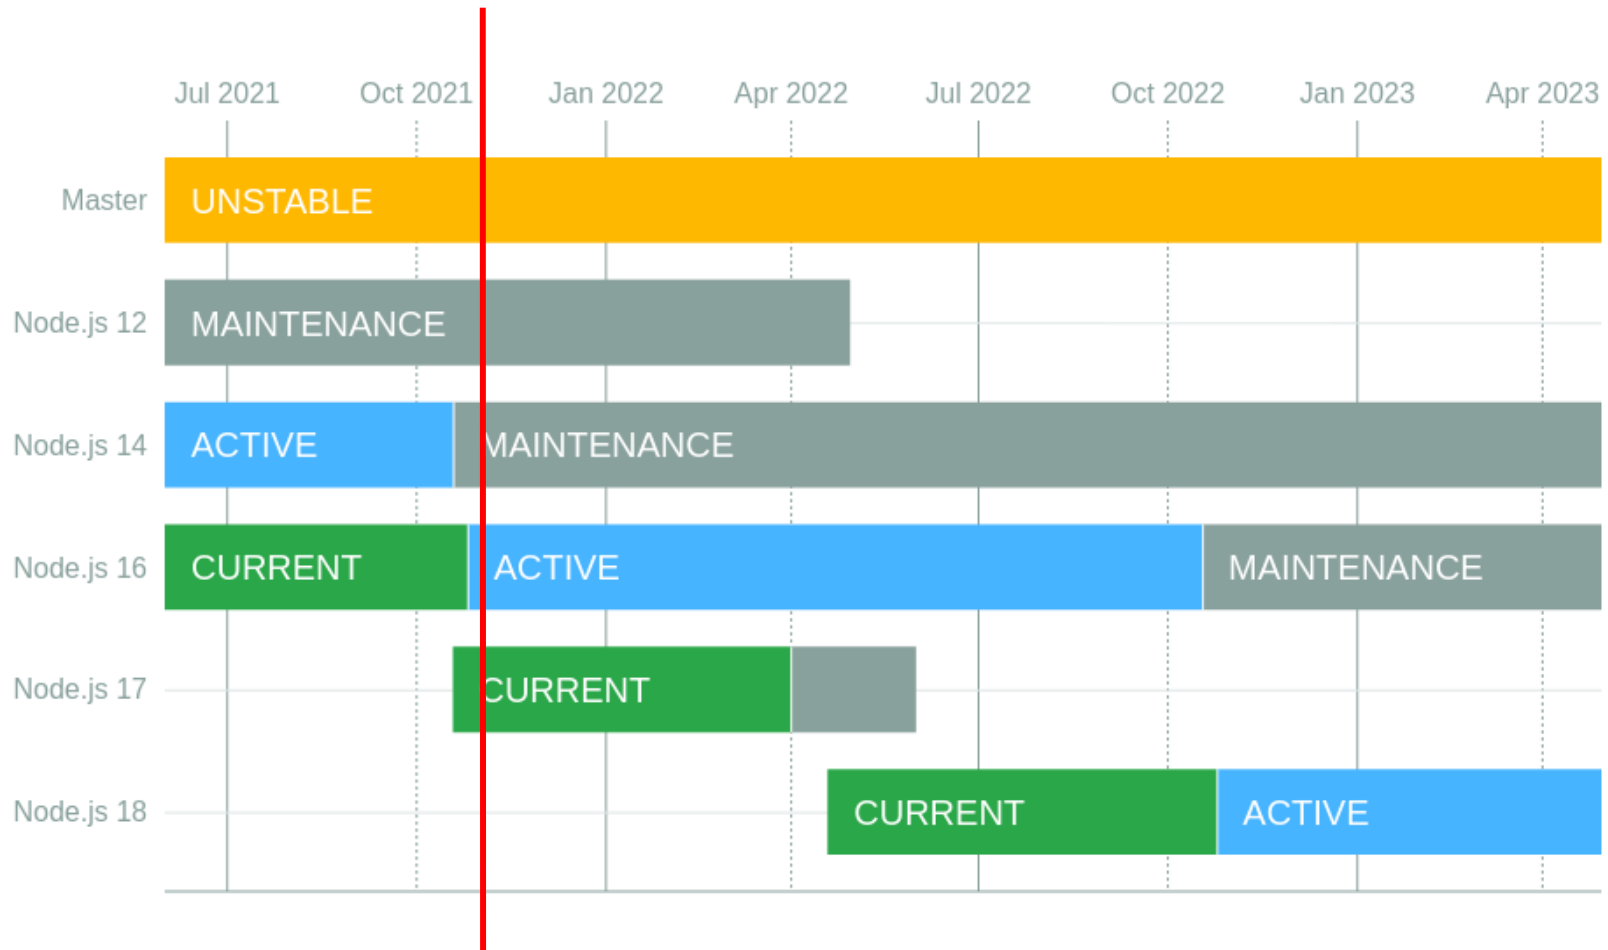 Jul 2021 Oct 2021 Jan 2022 Apr 2022 Jul 2022 Oct 2022 Jan 2023 Apr 2023
Master UNSTABLE
Node.js 12 MAINTENANCE
Node.js 14 ACTIVE MAINTENANCE
Node.js 16 CURRENT ACTIVE MAINTENANCE
Node.js 17 CURRENT
Node.js 18 CURRENT ACTIVE